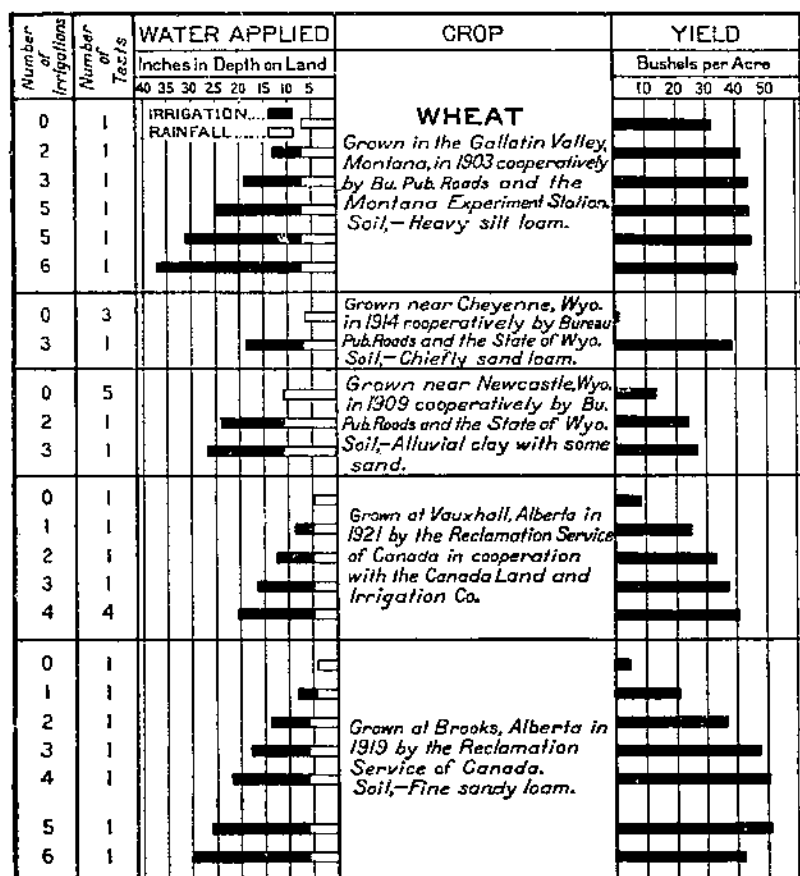 Number of Irrigations
Number of Tests
WATER APPLIED
Inches in Depth on Land
40 35 30 25 20 15 10 5
CROP
YIELD
Bushels per Acre
10 20 30 40 50
IRRIGATION....
RAINFALL....
WHEAT
Grown in the Gallatin Valley,
Montana, in 1903 cooperatively
by Bu. Pub. Roads and the
Montana Experiment Station.
Soil,-Heavy silt loam.
0 1
2 1
3 1
5 1
5 1
6 1
Grown near Cheyenne, Wyo.
in 1914 cooperatively by Bureau
Pub. Roads and the State of Wyo.
Soil,-Chiefly sand loam.
0 3
3 1
Grown near Newcastle, Wyo.
in 1909 cooperatively by Bu.
Pub. Roads and the State of Wyo.
Soil,-Alluvial clay with some
sand.
0 5
2 1
3 1
Grown at Vauxhall, Alberta in
1921 by the Reclamation Service
of Canada in cooperation
with the Canada Land and
Irrigation Co.
0 1
1 1
2 1
3 1
4 4
Grown at Brooks, Alberta in
1919 by the Reclamation
Service of Canada.
Soil,-Fine sandy loam.
0 1
1 1
2 1
3 1
4 1
5 1
6 1